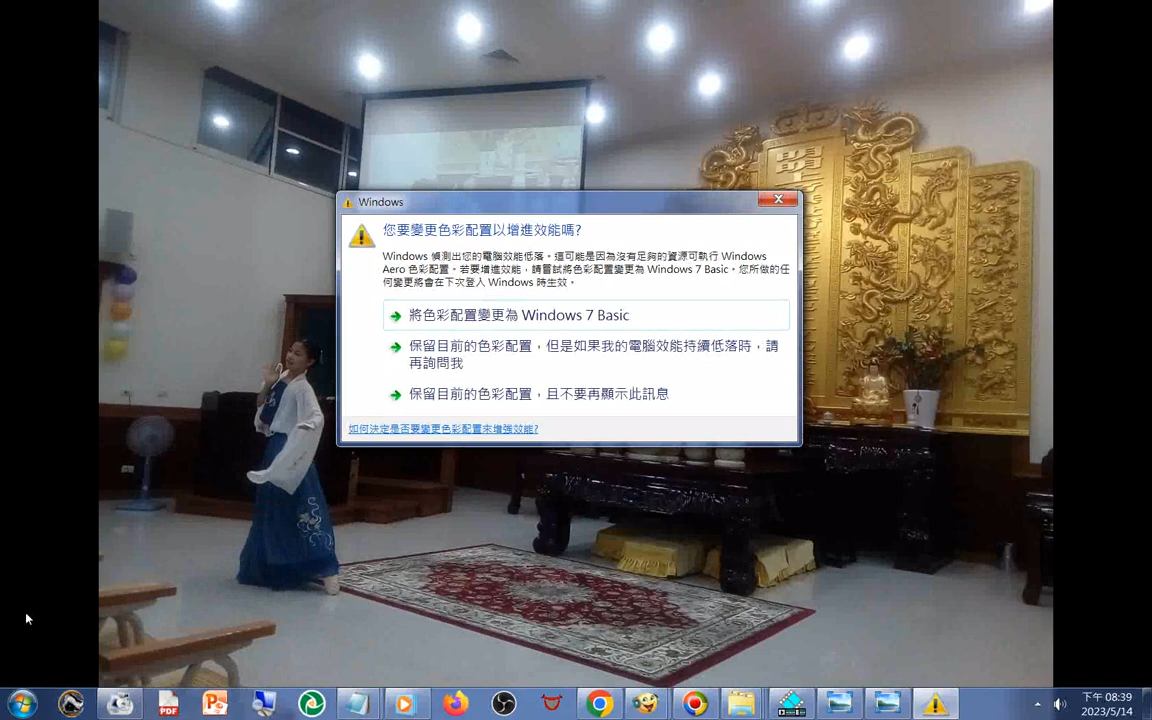 Windows
您要變更色彩配置以增進效能嗎?
Windows 偵測出您的電腦效能低落。這可能是因為沒有足夠的資源可執行 Windows
Aero 色彩配置。若要增進效能，請嘗試將色彩配置變更為 Windows 7 Basic。您所做的任
何變更將會在下次登入 Windows 時生效。
將色彩配置變更為 Windows 7 Basic
保留目前的色彩配置，但是如果我的電腦效能持續低落時，請
再詢問我
保留目前的色彩配置，且不要再顯示此訊息
如何決定是否要變更色彩配置來增強效能?
PDF
下午 08:39
2023/5/14